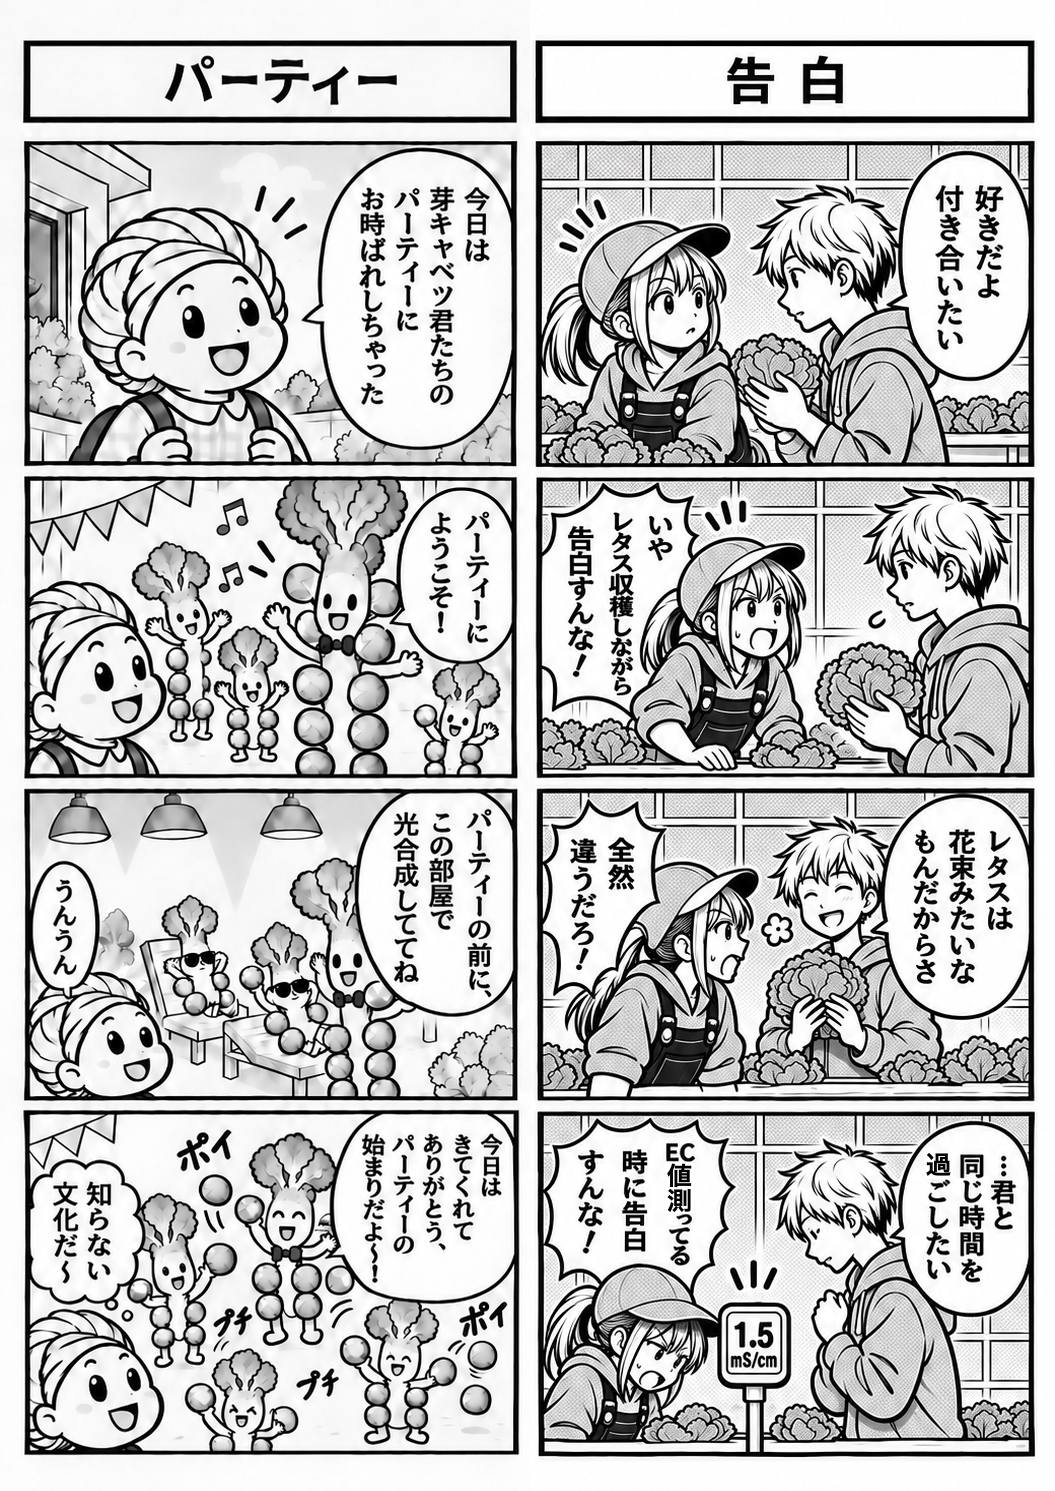 告白
好きだよ
付き合いたい
いや
レタス収穫しながら
告白すんな！
レタスは
花束みたいな
もんだからさ
全然
違うだろ！
…君と
同じ時間を
過ごしたい
EC値測ってる
時に告白
すんな！
1.5
mS/cm
パーティー
今日は
芽キャベツ君たちの
パーティーに
お時ばれしちゃった
パーティーに
ようこそ！
パーティーの前に、
この部屋で
光合成しててね
うんうん
今日は
きてくれて
ありがとう、
パーティーの
始まりだよ〜！
ポイ
知らない
文化だ〜
プチ
プチ
ポイ